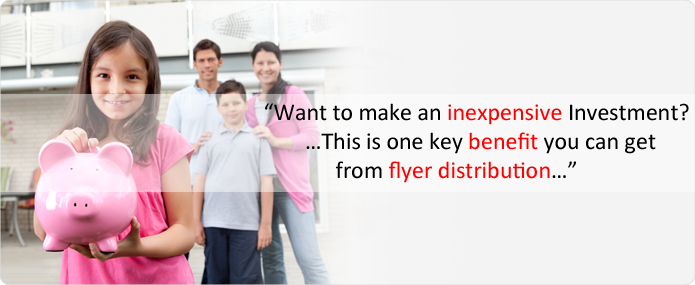 “Want to make an inexpensive Investment?
...This is one key benefit you can get
from flyer distribution...”